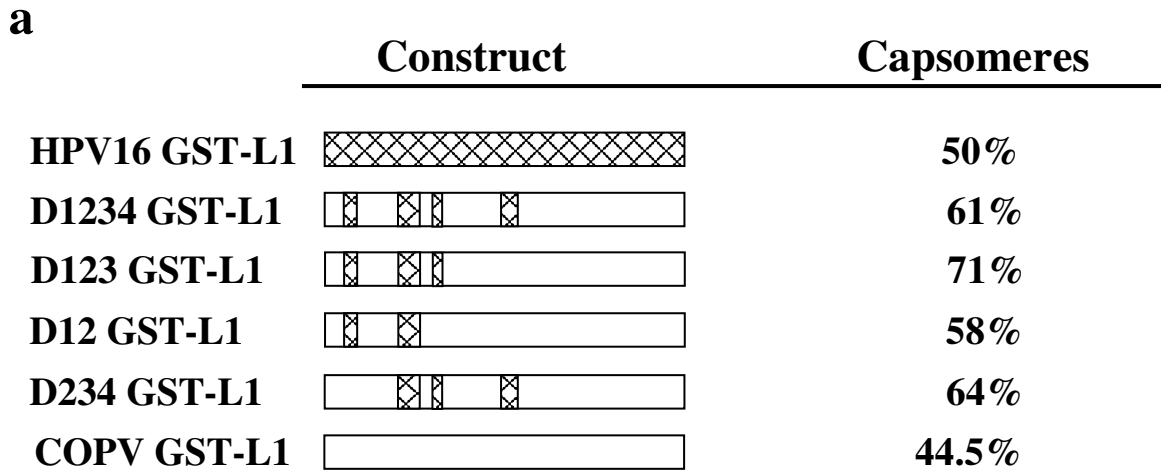 a
Construct Capsomeres
HPV16 GST-L1 50%
D1234 GST-L1 61%
D123 GST-L1 71%
D12 GST-L1 58%
D234 GST-L1 64%
COPV GST-L1 44.5%